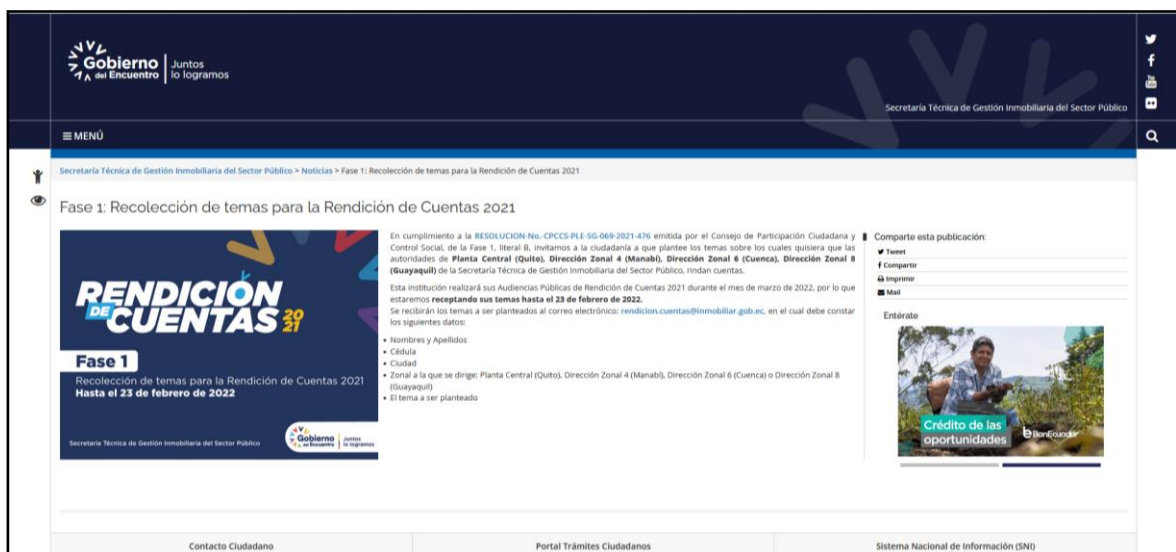 Gobierno
del Encuentro
Juntos
lo logramos
Secretaría Técnica de Gestión Inmobiliaria del Sector Público
MENÚ
Secretaría Técnica de Gestión Inmobiliaria del Sector Público > Noticias > Fase 1: Recolección de temas para la Rendición de Cuentas 2021
Fase 1: Recolección de temas para la Rendición de Cuentas 2021
RENDICIÓN
DE CUENTAS 2021
Fase 1
Recolección de temas para la Rendición de Cuentas 2021
Hasta el 23 de febrero de 2022
Secretaría Técnica de Gestión Inmobiliaria del Sector Público
Gobierno
del Encuentro
Juntos
lo logramos
En cumplimiento a la RESOLUCION-No.-CPCCS-PLE-SG-069-2021-476 emitida por el Consejo de Participación Ciudadana y
Control Social, de la Fase 1, literal B, invitamos a la ciudadanía a que plantee los temas sobre los cuales quisiera que las
autoridades de Planta Central (Quito), Dirección Zonal 4 (Manabí), Dirección Zonal 6 (Cuenca), Dirección Zonal 8
(Guayaquil) de la Secretaría Técnica de Gestión Inmobiliaria del Sector Público, rindan cuentas.
Esta institución realizará sus Audiencias Públicas de Rendición de Cuentas 2021 durante el mes de marzo de 2022, por lo que
estaremos receptando sus temas hasta el 23 de febrero de 2022.
Se recibirán los temas a ser planteados al correo electrónico: rendicion.cuentas@inmobiliar.gob.ec, en el cual debe constar
los siguientes datos:
• Nombres y Apellidos
• Cédula
• Ciudad
• Zonal a la que se dirige: Planta Central (Quito), Dirección Zonal 4 (Manabí), Dirección Zonal 6 (Cuenca) o Dirección Zonal 8
(Guayaquil)
• El tema a ser planteado
Comparte esta publicación:
Tweet
Compartir
Imprimir
Mail
Entérate
Crédito de las
oportunidades
BanEcuador
Contacto Ciudadano
Portal Trámites Ciudadanos
Sistema Nacional de Información (SNI)